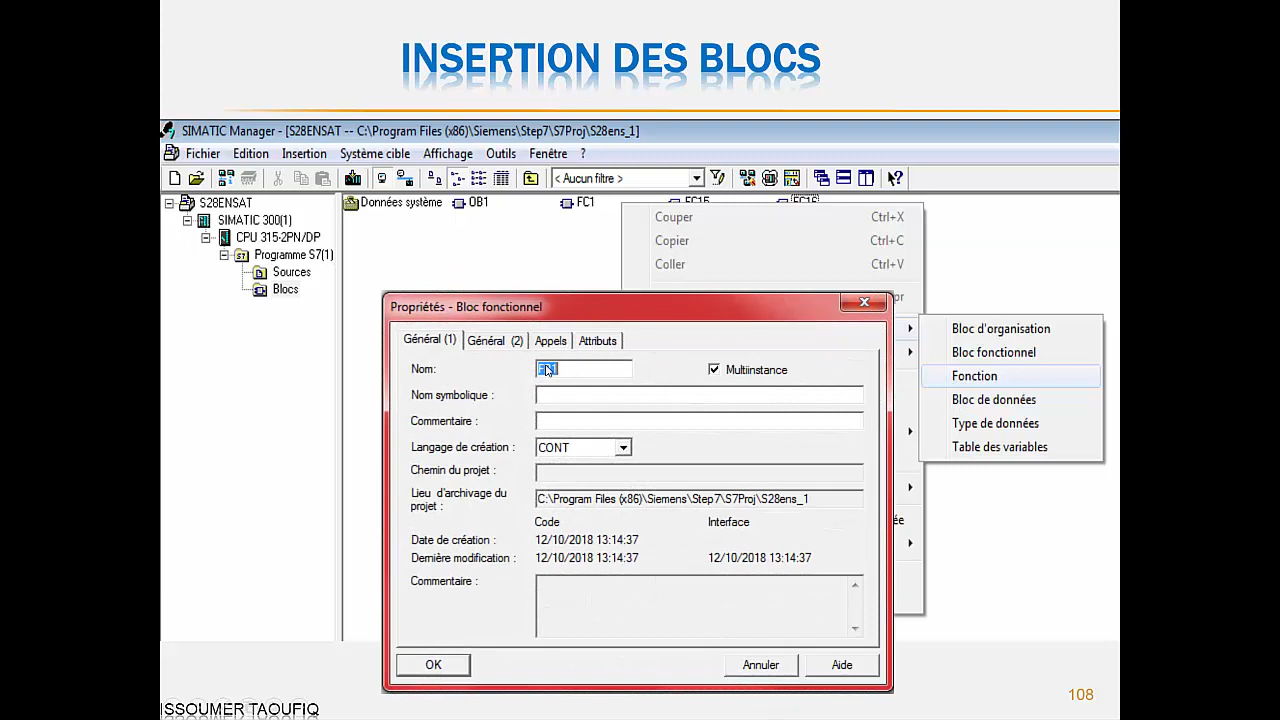 INSERTION DES BLOCS
SIMATIC Manager - [S28ENSAT -- C:\Program Files (x86)\Siemens\Step7\S7Proj\S28ens_1]
Fichier Edition Insertion Système cible Affichage Outils Fenêtre ?
< Aucun filtre >
S28ENSAT
SIMATIC 300(1)
CPU 315-2PN/DP
Programme S7(1)
Sources
Blocs
Données système OB1 FC1 FC15 FC16
Couper Ctrl+X
Copier Ctrl+C
Coller Ctrl+V
Bloc d'organisation
Bloc fonctionnel
Fonction
Bloc de données
Type de données
Table des variables
Propriétés - Bloc fonctionnel
Général (1) Général (2) Appels Attributs
Nom: Multiinstance
Nom symbolique :
Commentaire :
Langage de création : CONT
Chemin du projet :
Lieu d'archivage du
projet : C:\Program Files (x86)\Siemens\Step7\S7Proj\S28ens_1
Code Interface
Date de création : 12/10/2018 13:14:37
Dernière modification : 12/10/2018 13:14:37 12/10/2018 13:14:37
Commentaire :
OK Annuler Aide
108
ISSOUMER TAOUFIQ